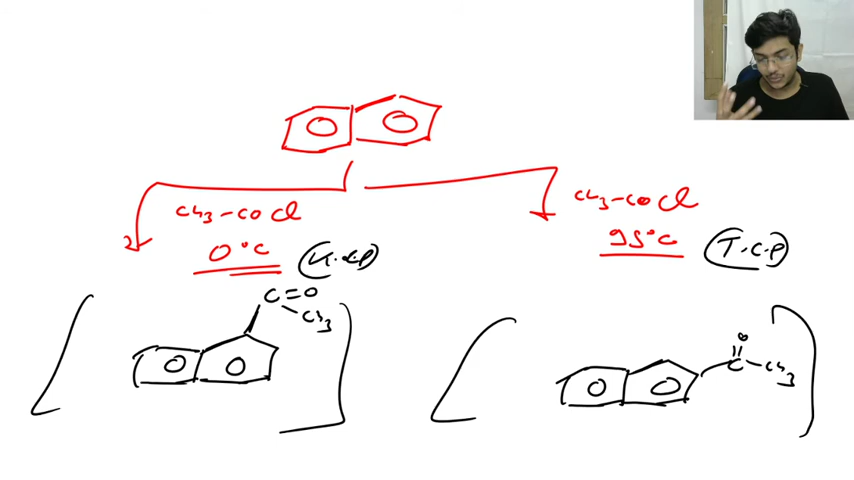 CH3-COCl
0°C
K.C.P
CH3-COCl
95°C
T.C.P
C=O
CH3
O
C-CH3